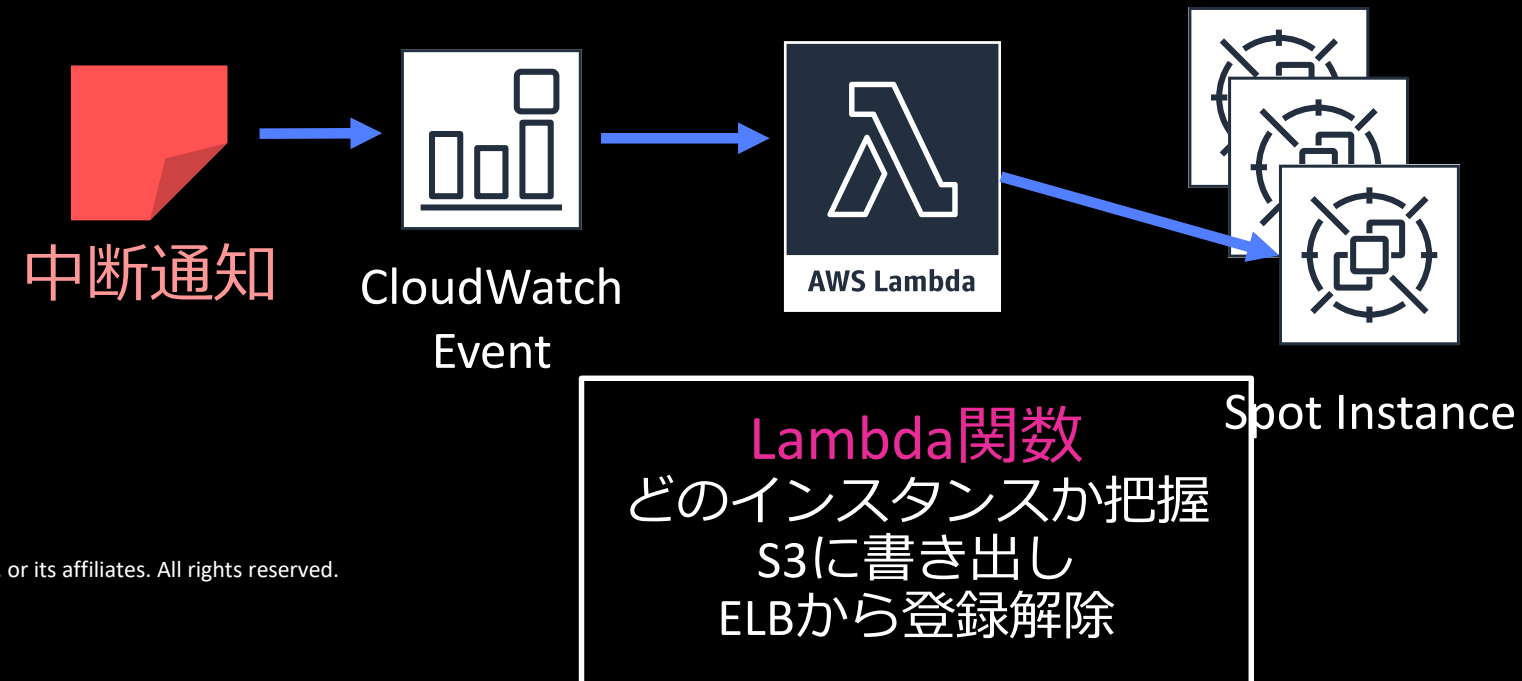 中断通知
CloudWatch
Event
AWS Lambda
Spot Instance
Lambda関数
どのインスタンスか把握
S3に書き出し
ELBから登録解除
or its affiliates. All rights reserved.